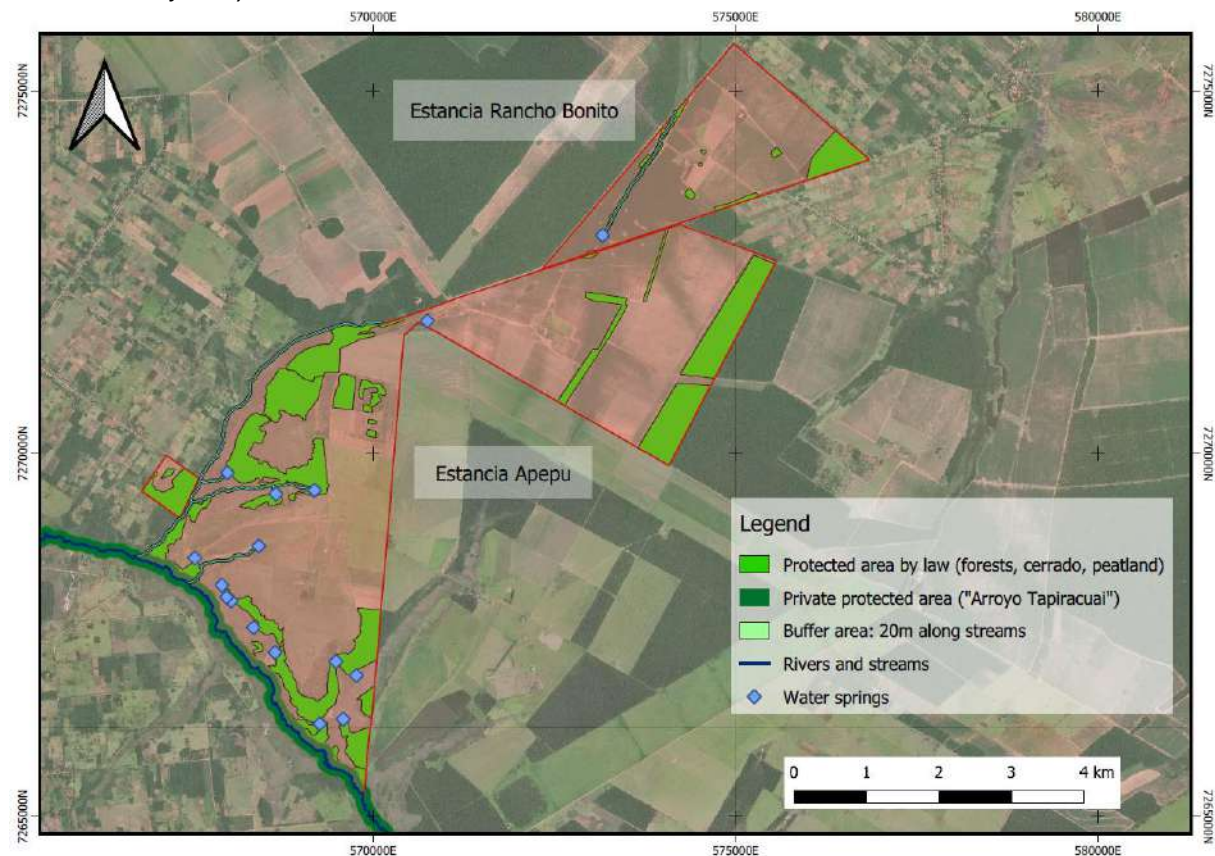 570000E 575000E 580000E
7275000N 7275000N
Estancia Rancho Bonito
7270000N 7270000N
Estancia Apepu
Legend
Protected area by law (forests, cerrado, peatland)
Private protected area ("Arroyo Tapiracuai")
Buffer area: 20m along streams
Rivers and streams
Water springs
0 1 2 3 4 km
7265000N 7265000N
570000E 575000E 580000E